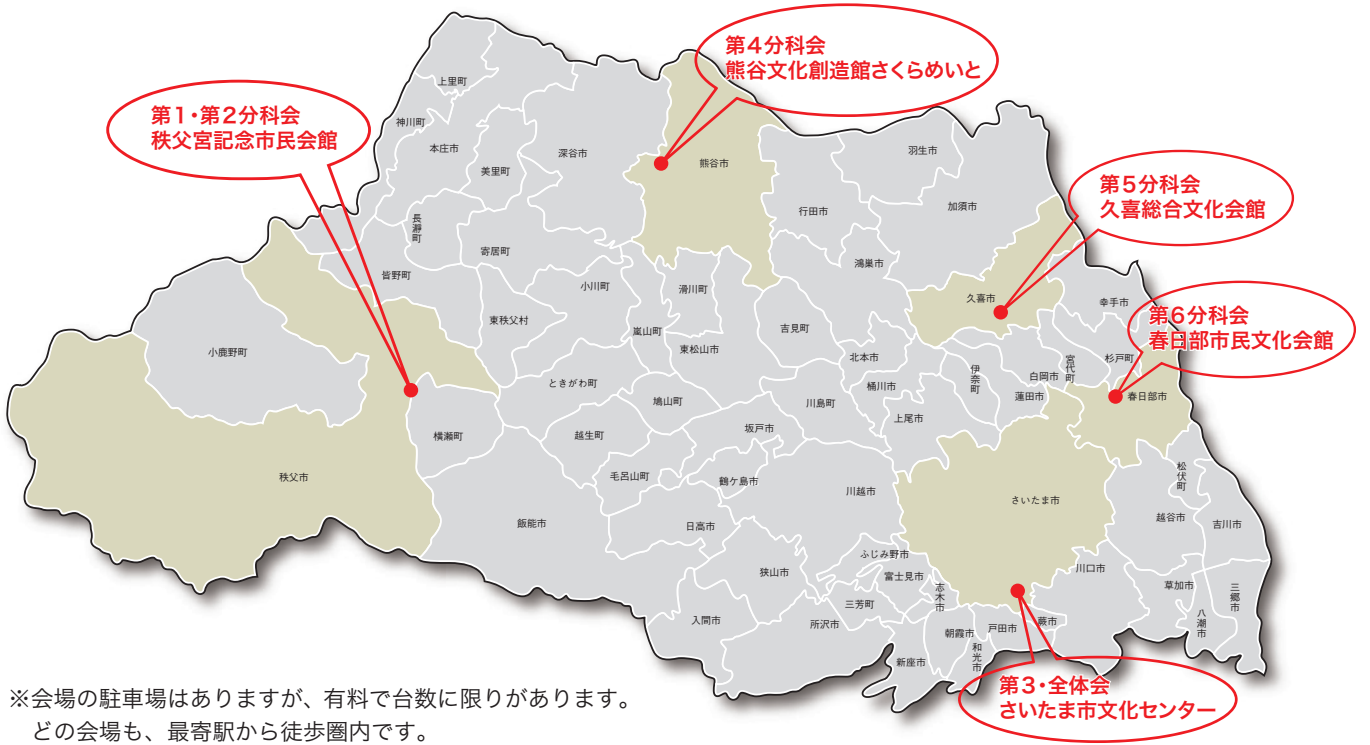 第4分科会
熊谷文化創造館さくらめいと
第1・第2分科会
秩父宮記念市民会館
第5分科会
久喜総合文化会館
第6分科会
春日部市民文化会館
第3・全体会
さいたま市文化センター
上里町
神川町
本庄市
美里町
深谷市
熊谷市
羽生市
行田市
加須市
長瀞町
寄居町
鴻巣市
皆野町
小川町
滑川町
久喜市
幸手市
東秩父村
嵐山町
吉見町
小鹿野町
東松山市
北本市
伊奈町
白岡市
宮代町
杉戸町
ときがわ町
鳩山町
川島町
桶川市
蓮田市
春日部市
上尾市
横瀬町
越生町
坂戸市
秩父市
毛呂山町
鶴ケ島市
川越市
さいたま市
松伏町
飯能市
日高市
越谷市
吉川市
ふじみ野市
狭山市
富士見市
志木市
川口市
草加市
三郷市
三芳町
入間市
所沢市
朝霞市
戸田市
蕨市
八潮市
新座市
和光市
※会場の駐車場はありますが、有料で台数に限りがあります。
どの会場も、最寄駅から徒歩圏内です。